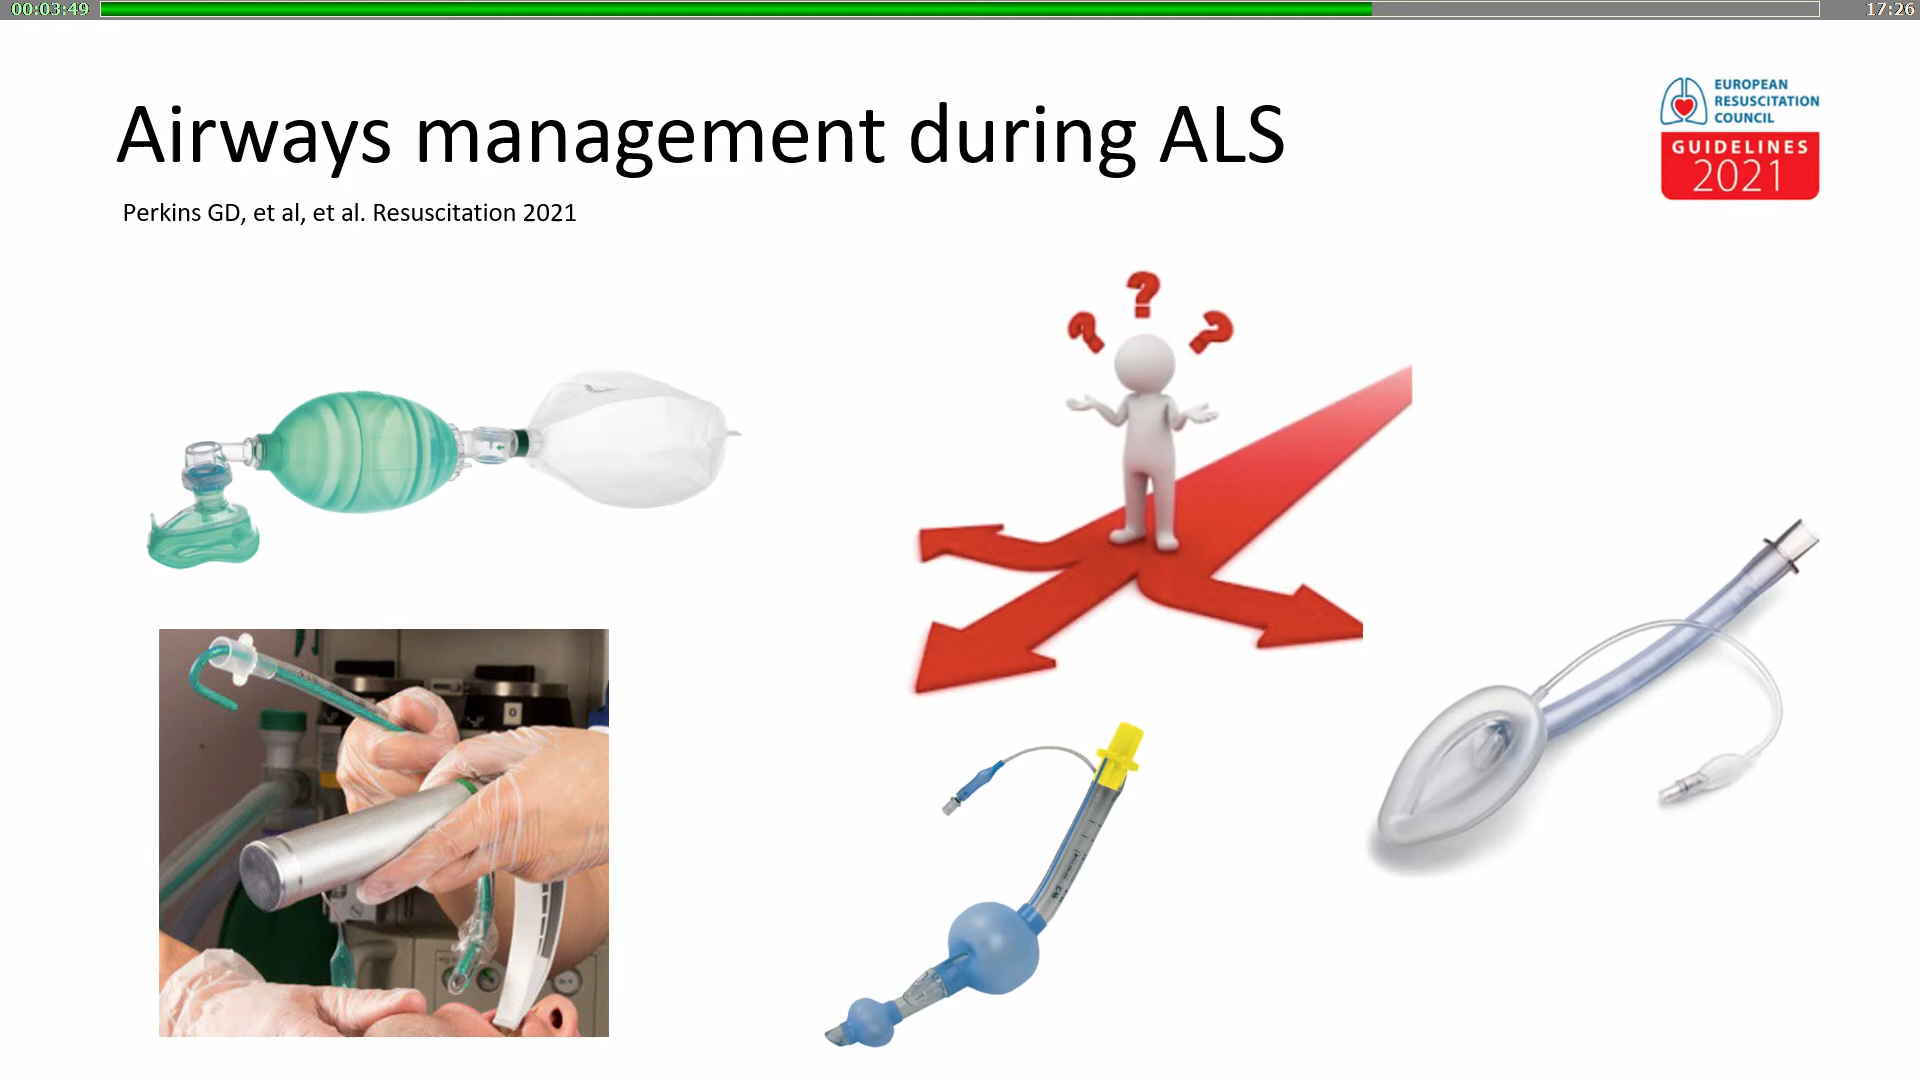 00:03:49
17:26
Airways management during ALS
Perkins GD, et al, et al. Resuscitation 2021
EUROPEAN
RESUSCITATION
COUNCIL
GUIDELINES
2021
? ? ?
0